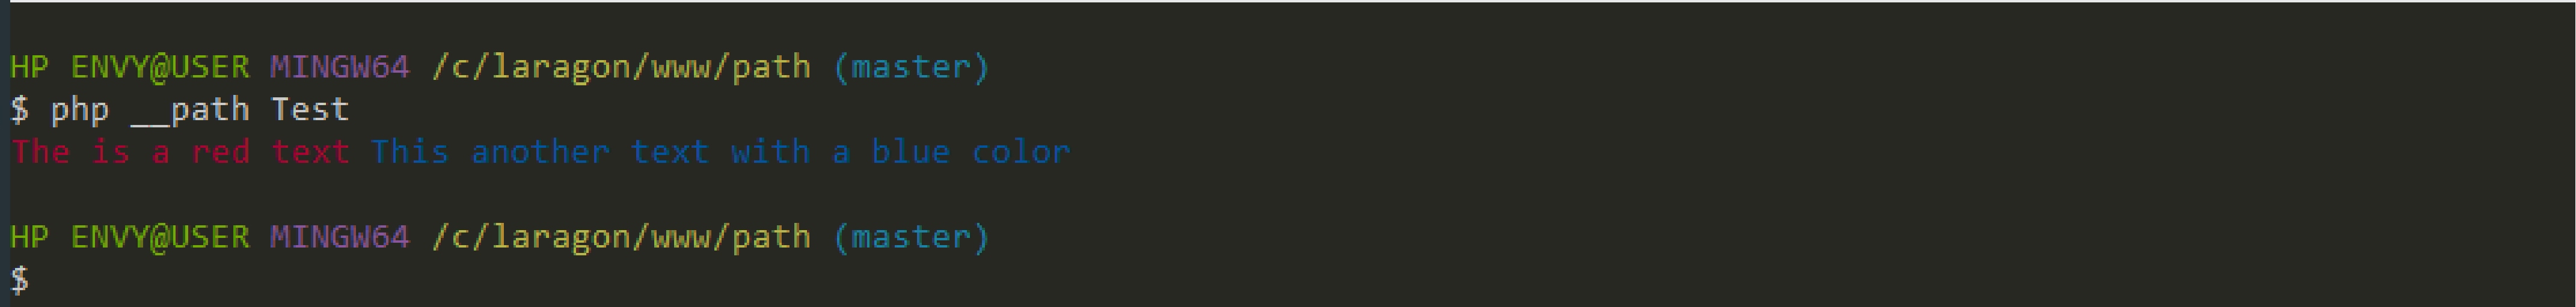 HP ENVY@USER MINGW64 /c/laragon/www/path (master)
$ php __path Test
The is a red text This another text with a blue color
HP ENVY@USER MINGW64 /c/laragon/www/path (master)
$